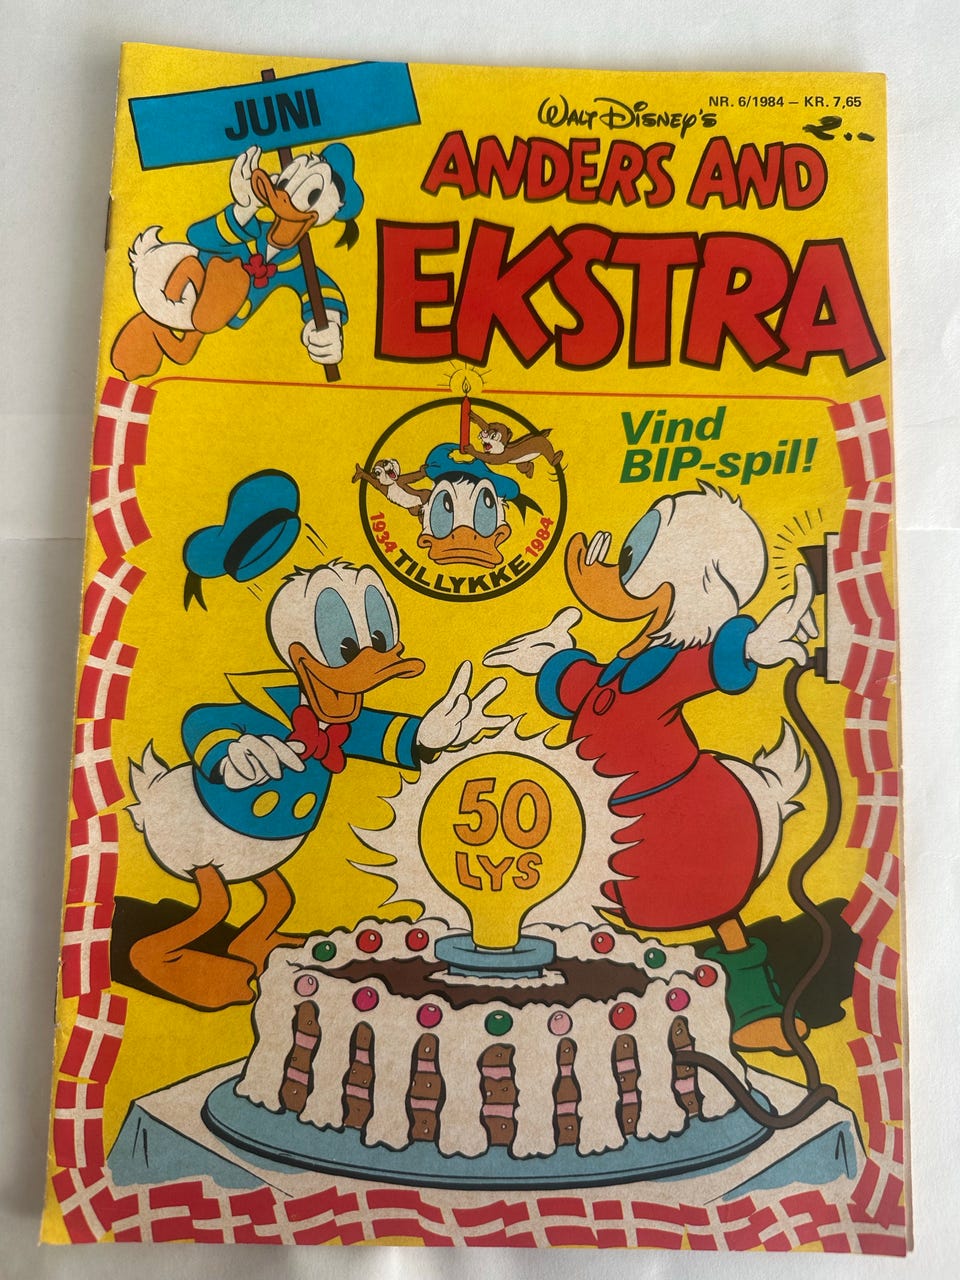 JUNI
NR. 6/1984 – KR. 7,65
WALT DISNEY'S
2..
ANDERS AND
EKSTRA
Vind
BIP-spil!
1934 TILLYKKE 1984
50
LYS